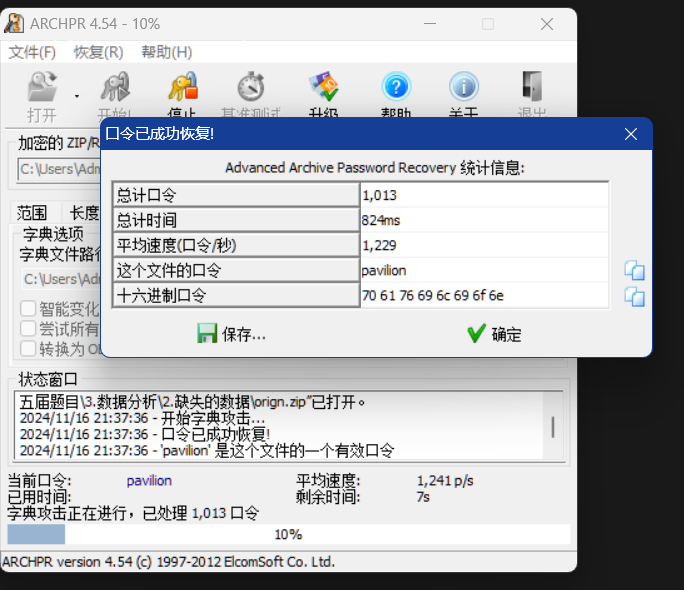 ARCHPR 4.54 - 10%
文件(F) 恢复(R) 帮助(H)
打开 开始! 停止 基准测试 升级 帮助 关于 退出
口令已成功恢复!
加密的 ZIP/R
C:\Users\Adm
Advanced Archive Password Recovery 统计信息:
总计口令 1,013
总计时间 824ms
平均速度(口令/秒) 1,229
这个文件的口令 pavilion
十六进制口令 70 61 76 69 6c 69 6f 6e
保存... 确定
范围 长度
字典选项
字典文件路径
C:\Users\Adm
智能变化
尝试所有
转换为 OE
状态窗口
五届题目\3.数据分析\2.缺失的数据\orign.zip"已打开。
2024/11/16 21:37:36 - 开始字典攻击...
2024/11/16 21:37:36 - 口令已成功恢复!
2024/11/16 21:37:36 - 'pavilion' 是这个文件的一个有效口令
当前口令: pavilion 平均速度: 1,241 p/s
已用时间: 剩余时间: 7s
字典攻击正在进行，已处理 1,013 口令
10%
ARCHPR version 4.54 (c) 1997-2012 ElcomSoft Co. Ltd.